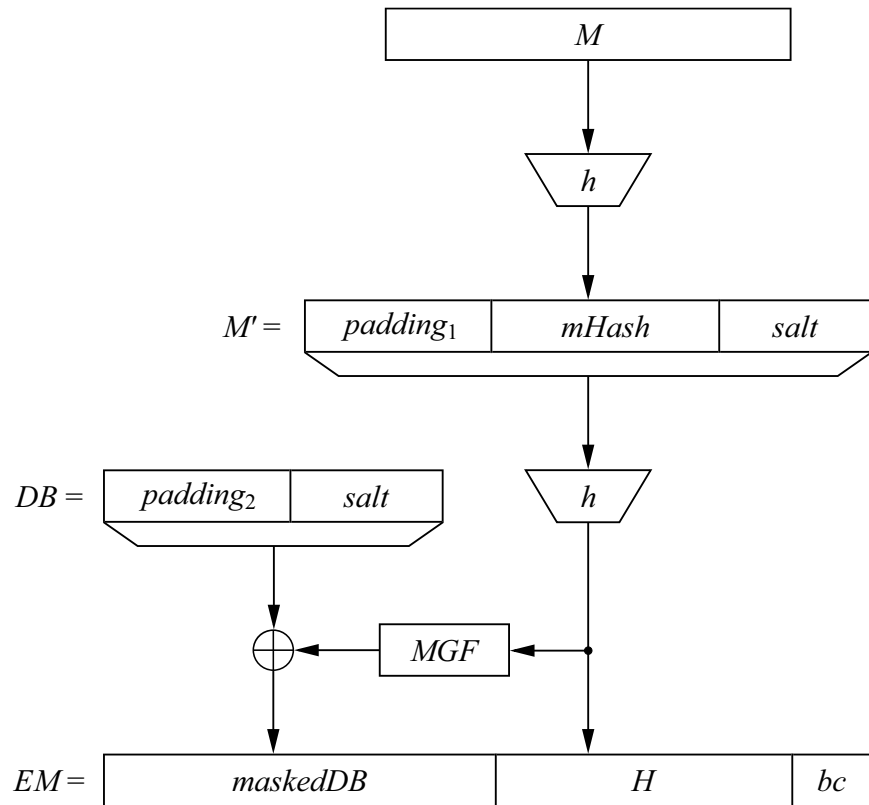 M
h
M′ = padding₁ mHash salt
DB = padding₂ salt
h
MGF
EM = maskedDB H bc